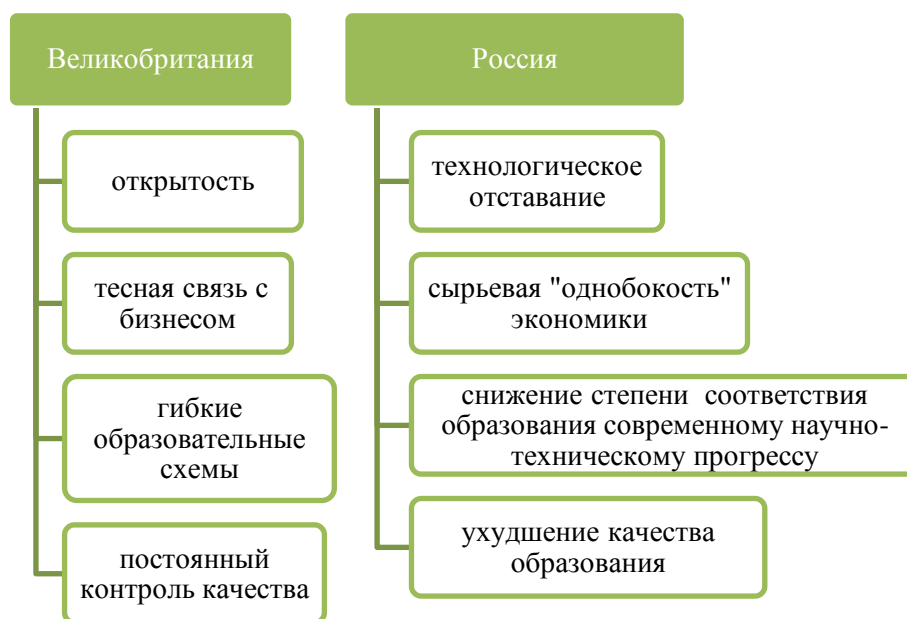 Великобритания
открытость
тесная связь с
бизнесом
гибкие
образовательные
схемы
постоянный
контроль качества
Россия
технологическое
отставание
сырьевая "однобокость"
экономики
снижение степени соответствия
образования современному научно-
техническому прогрессу
ухудшение качества
образования